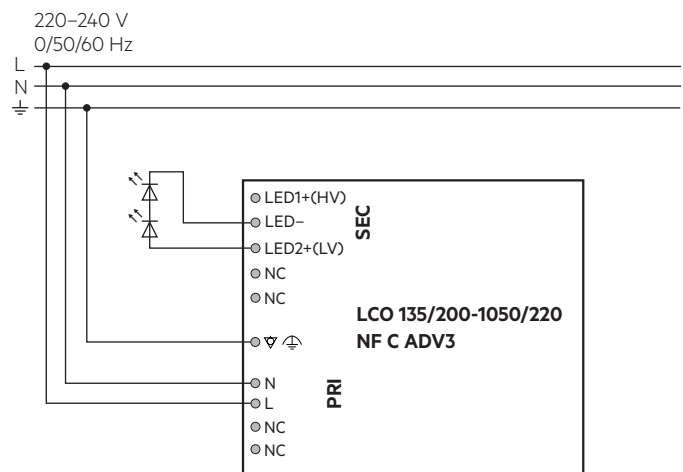 220–240 V
0/50/60 Hz
L
N
LED1+(HV)
LED–
LED2+(LV)
NC
NC
SEC
LCO 135/200-1050/220
NF C ADV3
N
L
NC
NC
PRI